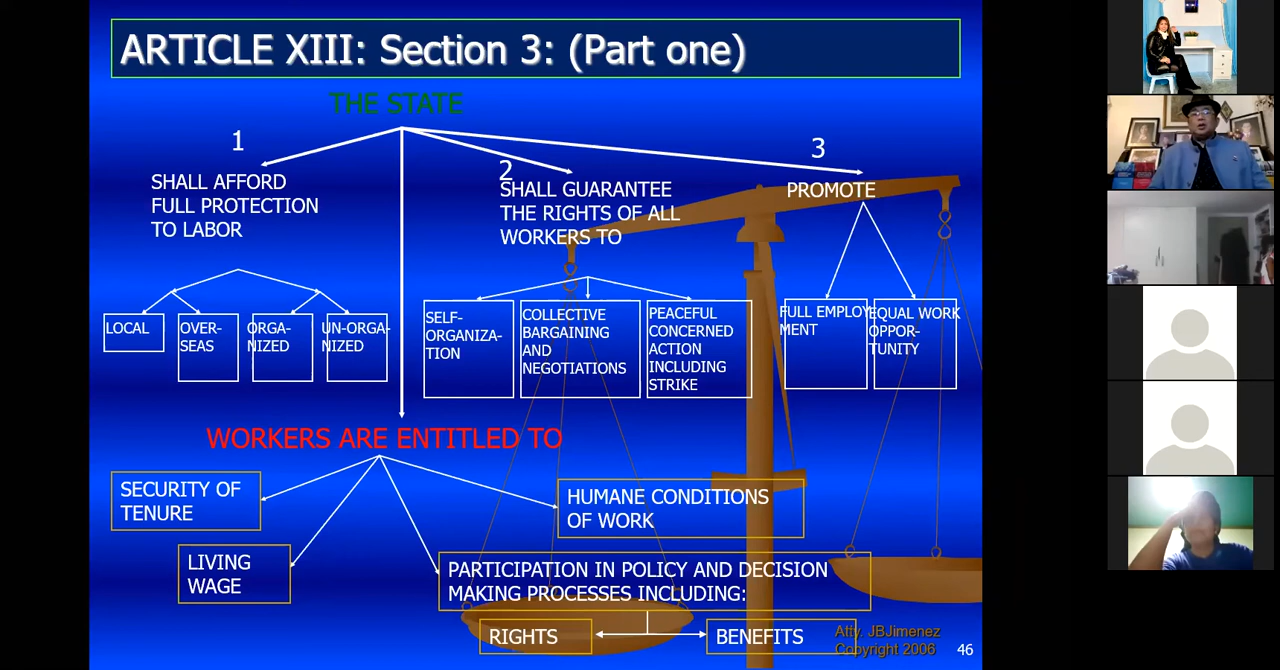 ARTICLE XIII: Section 3: (Part one)
THE STATE
1
SHALL AFFORD
FULL PROTECTION
TO LABOR
LOCAL
OVER-
SEAS
ORGA-
NIZED
UN-ORGA-
NIZED
2
SHALL GUARANTEE
THE RIGHTS OF ALL
WORKERS TO
SELF-
ORGANIZA-
TION
COLLECTIVE
BARGAINING
AND
NEGOTIATIONS
PEACEFUL
CONCERNED
ACTION
INCLUDING
STRIKE
3
PROMOTE
FULL EMPLOY-
MENT
EQUAL WORK
OPPOR-
TUNITY
WORKERS ARE ENTITLED TO
SECURITY OF
TENURE
LIVING
WAGE
HUMANE CONDITIONS
OF WORK
PARTICIPATION IN POLICY AND DECISION
MAKING PROCESSES INCLUDING:
RIGHTS
BENEFITS
Atty. JBJimenez
Copyright 2006
46